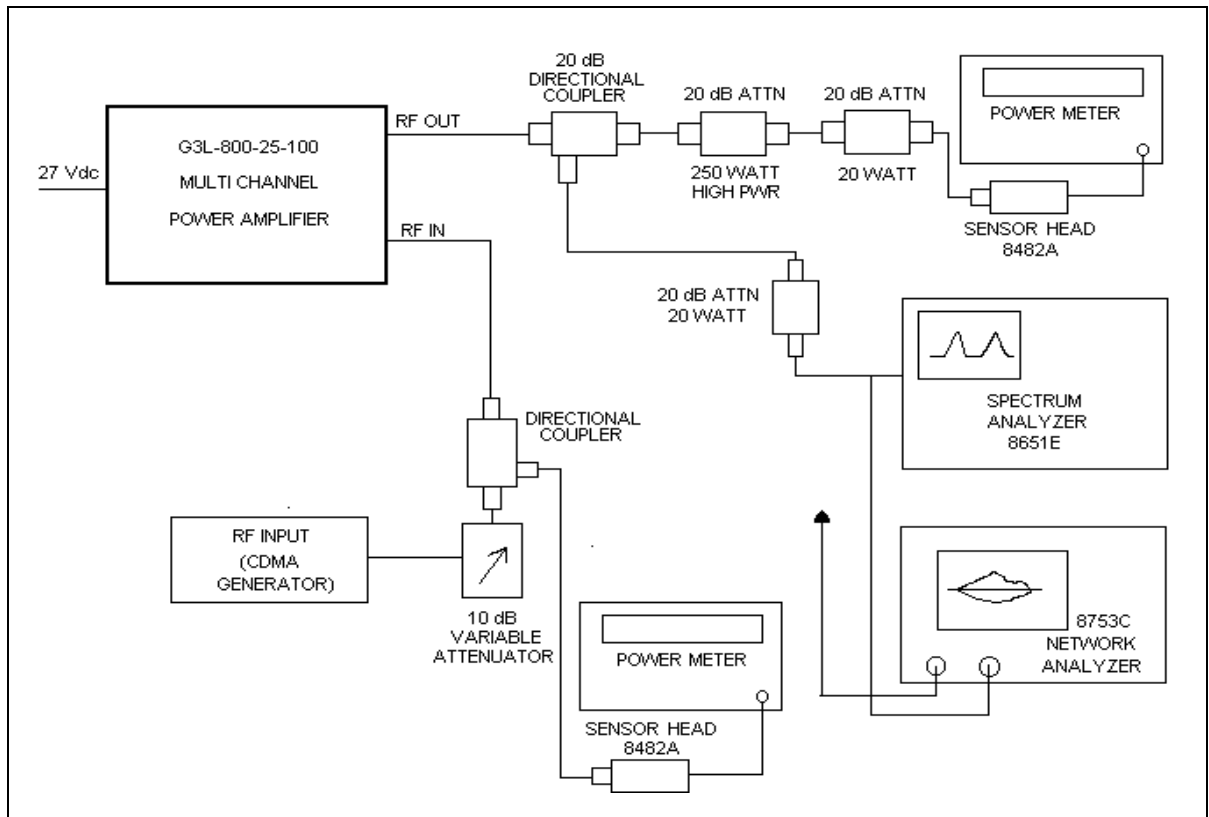 20 dB
DIRECTIONAL
COUPLER
20 dB ATTN
20 dB ATTN
POWER METER
RF OUT
G3L-800-25-100
MULTI CHANNEL
POWER AMPLIFIER
27 Vdc
250 WATT
HIGH PWR
20 WATT
RF IN
SENSOR HEAD
8482A
20 dB ATTN
20 WATT
SPECTRUM
ANALYZER
8651E
DIRECTIONAL
COUPLER
RF INPUT
(CDMA
GENERATOR)
10 dB
VARIABLE
ATTENUATOR
POWER METER
8753C
NETWORK
ANALYZER
SENSOR HEAD
8482A